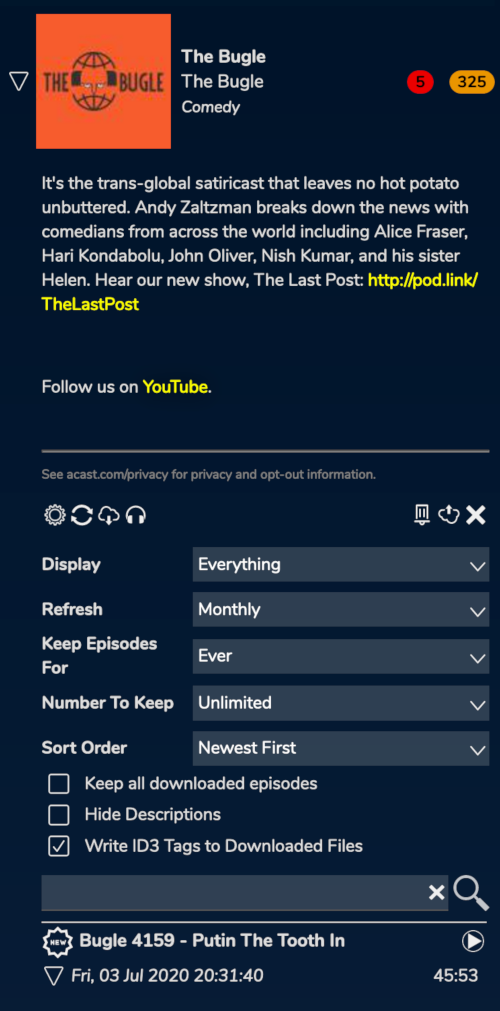 THE BUGLE
The Bugle
The Bugle
Comedy
5
325
It's the trans-global satiricast that leaves no hot potato
unbuttered. Andy Zaltzman breaks down the news with
comedians from across the world including Alice Fraser,
Hari Kondabolu, John Oliver, Nish Kumar, and his sister
Helen. Hear our new show, The Last Post: http://pod.link/
TheLastPost
Follow us on YouTube.
See acast.com/privacy for privacy and opt-out information.
Display
Everything
Refresh
Monthly
Keep Episodes
For
Ever
Number To Keep
Unlimited
Sort Order
Newest First
Keep all downloaded episodes
Hide Descriptions
Write ID3 Tags to Downloaded Files
NEW
Bugle 4159 - Putin The Tooth In
Fri, 03 Jul 2020 20:31:40
45:53